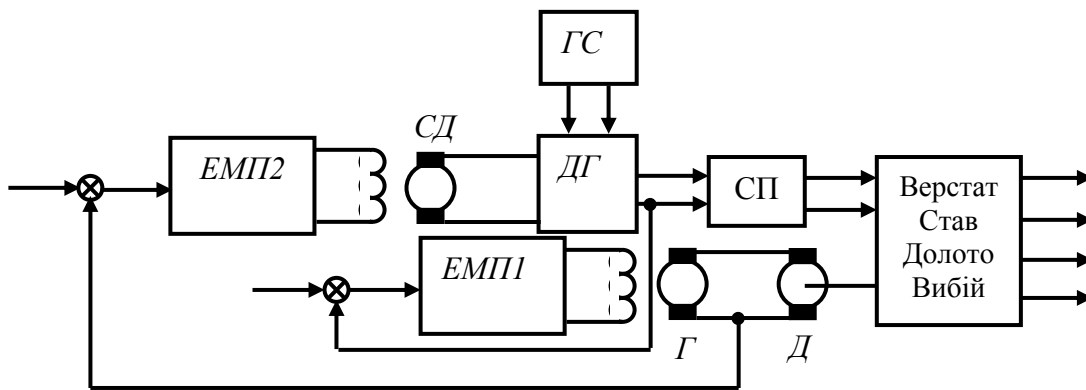 ГС
СД
ЕМП2
ДГ
СП
Верстат
Став
Долото
Вибій
ЕМП1
Г
Д